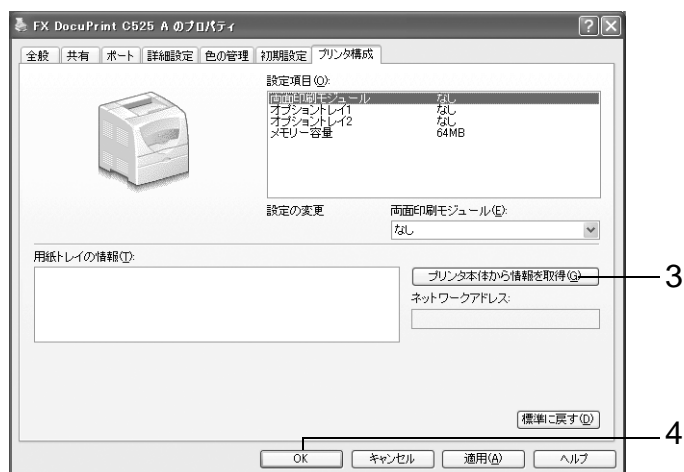 FX DocuPrint C525 A のプロパティ
全般 共有 ポート 詳細設定 色の管理 初期設定 プリンタ構成
設定項目(O):
両面印刷モジュール なし
オプショントレイ1 なし
オプショントレイ2 なし
メモリー容量 64MB
設定の変更 両面印刷モジュール(E):
なし
用紙トレイの情報(T):
プリンタ本体から情報を取得(G) 3
ネットワークアドレス:
標準に戻す(D)
4
OK キャンセル 適用(A) ヘルプ